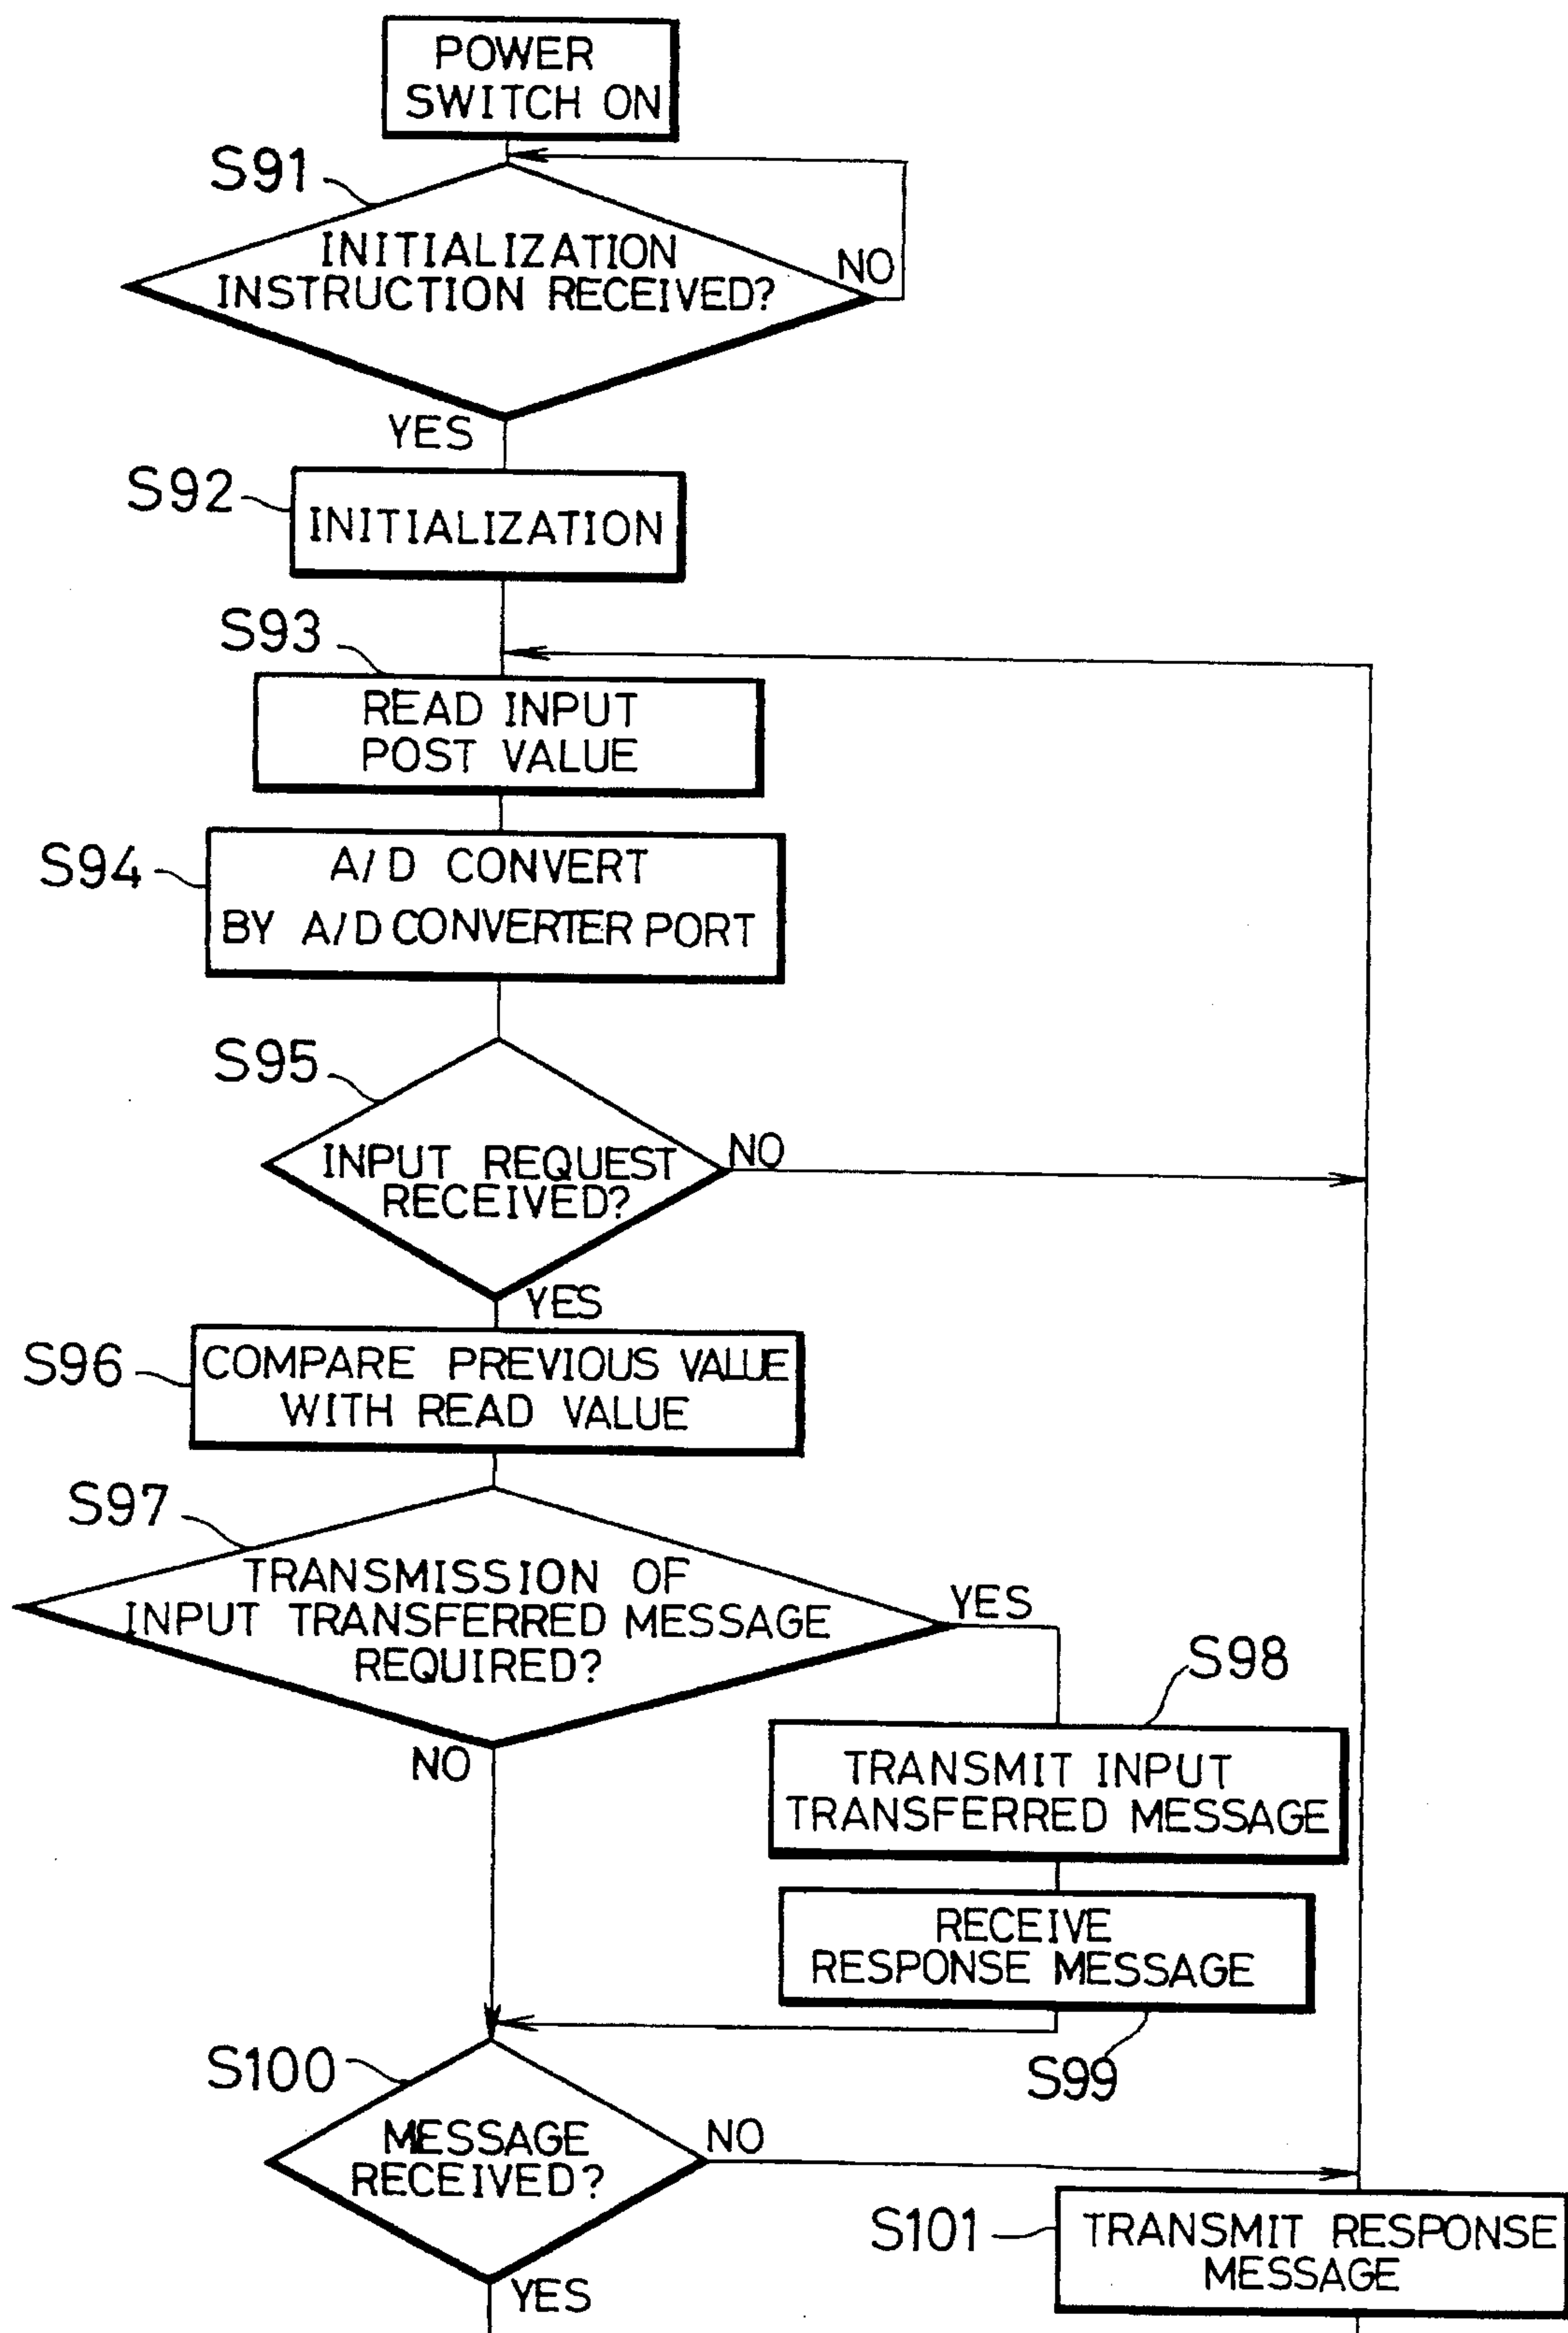 POWER
SWITCH ON
S91
INITIALIZATION
INSTRUCTION RECEIVED?
NO
YES
S92
INITIALIZATION
S93
READ INPUT
POST VALUE
S94
A/D CONVERT
BY A/D CONVERTER PORT
S95
INPUT REQUEST
RECEIVED?
NO
YES
S96
COMPARE PREVIOUS VALUE
WITH READ VALUE
S97
TRANSMISSION OF
INPUT TRANSFERRED MESSAGE
REQUIRED?
YES
NO
S98
TRANSMIT INPUT
TRANSFERRED MESSAGE
RECEIVE
RESPONSE MESSAGE
S99
S100
MESSAGE
RECEIVED?
NO
YES
S101
TRANSMIT RESPONSE
MESSAGE